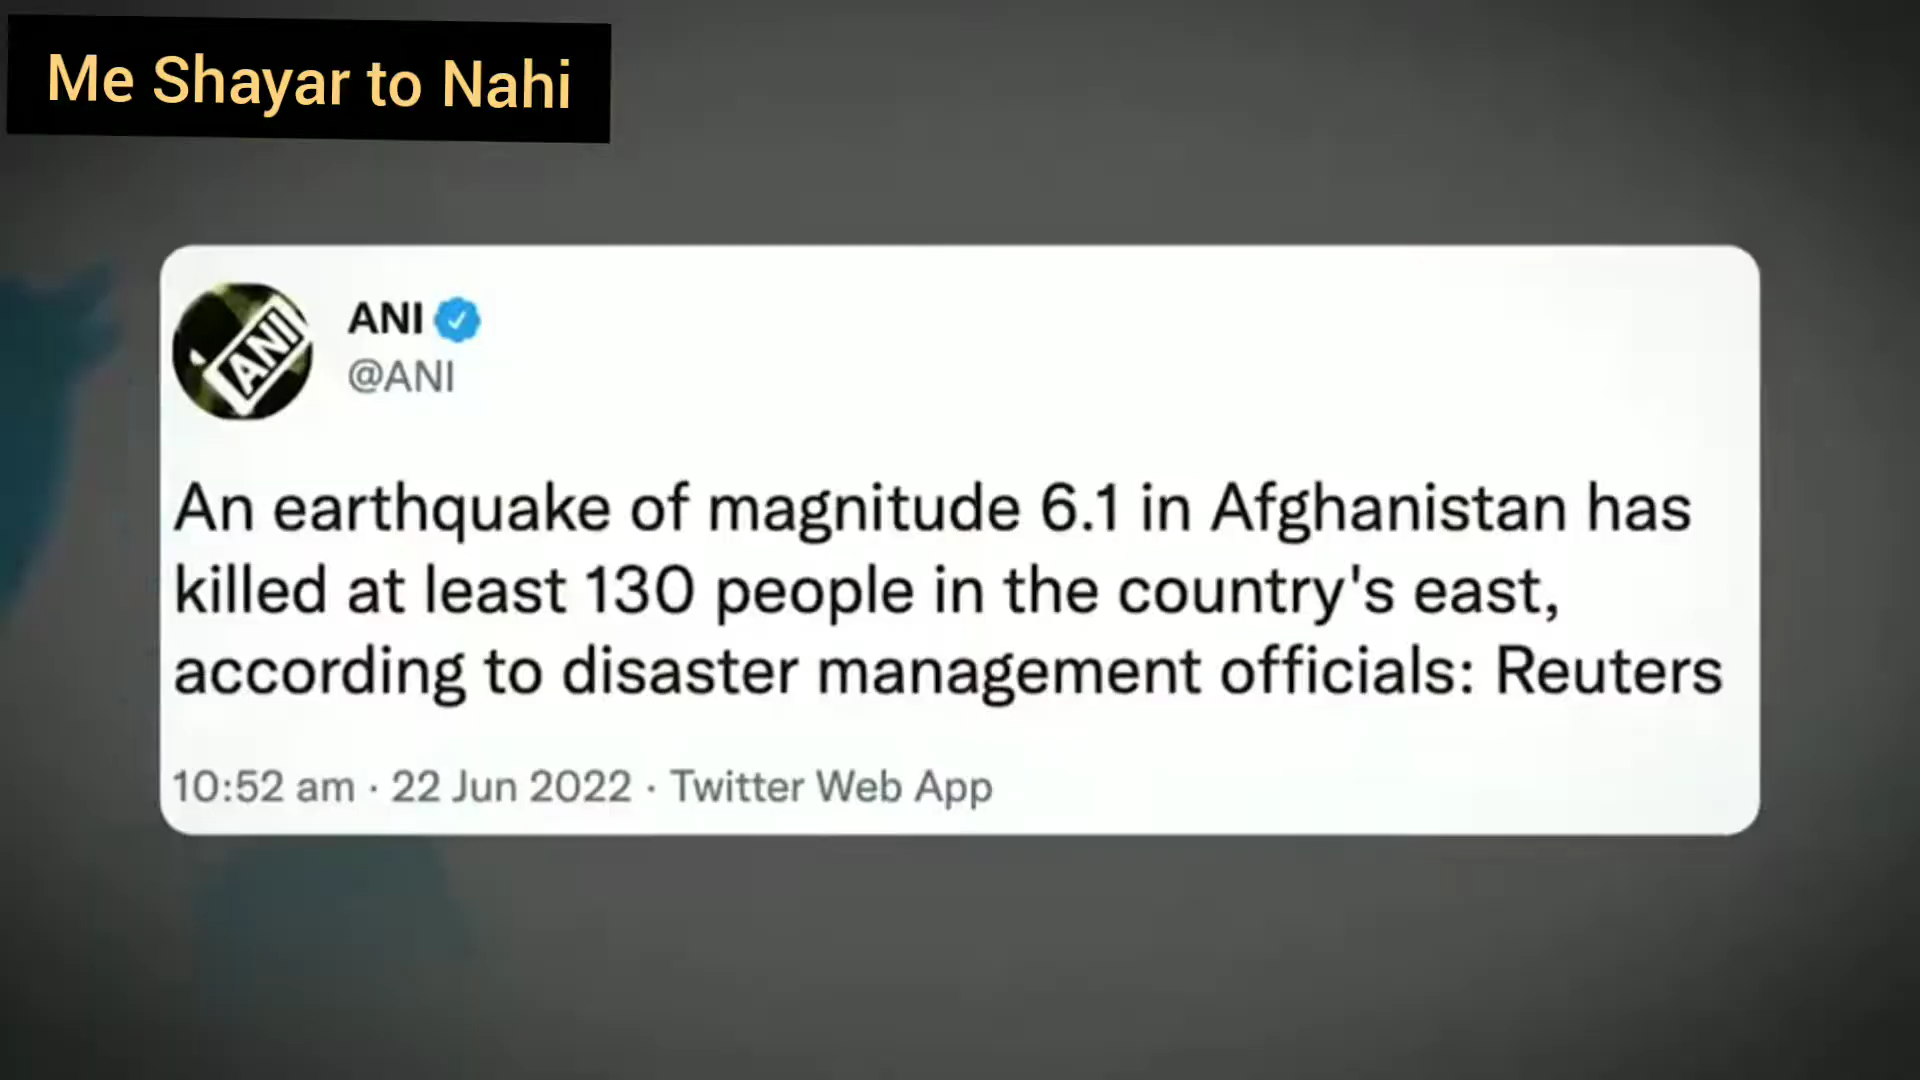 Me Shayar to Nahi
ANI
ANI
@ANI
An earthquake of magnitude 6.1 in Afghanistan has
killed at least 130 people in the country's east,
according to disaster management officials: Reuters
10:52 am · 22 Jun 2022 · Twitter Web App